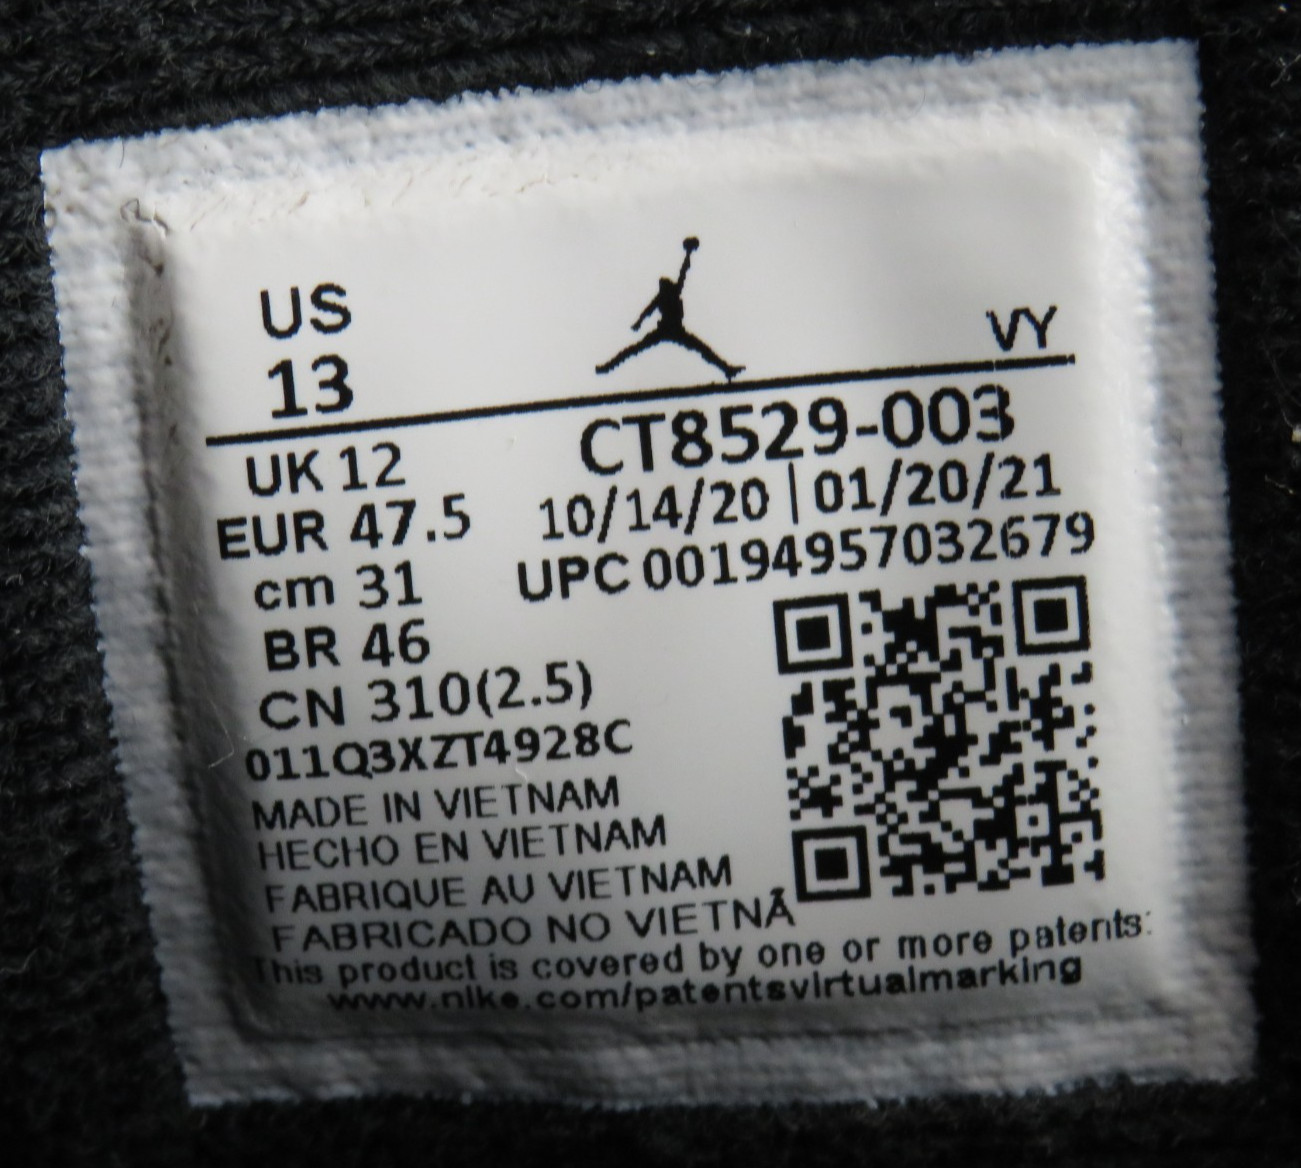 US
13
VY
UK 12
EUR 47.5
cm 31
BR 46
CN 310(2.5)
CT8529-003
10/14/20 | 01/20/21
UPC 00194957032679
011Q3XZT4928C
MADE IN VIETNAM
HECHO EN VIETNAM
FABRIQUE AU VIETNAM
FABRICADO NO VIETNÃ
This product is covered by one or more patents:
www.nike.com/patentsvirtualmarking